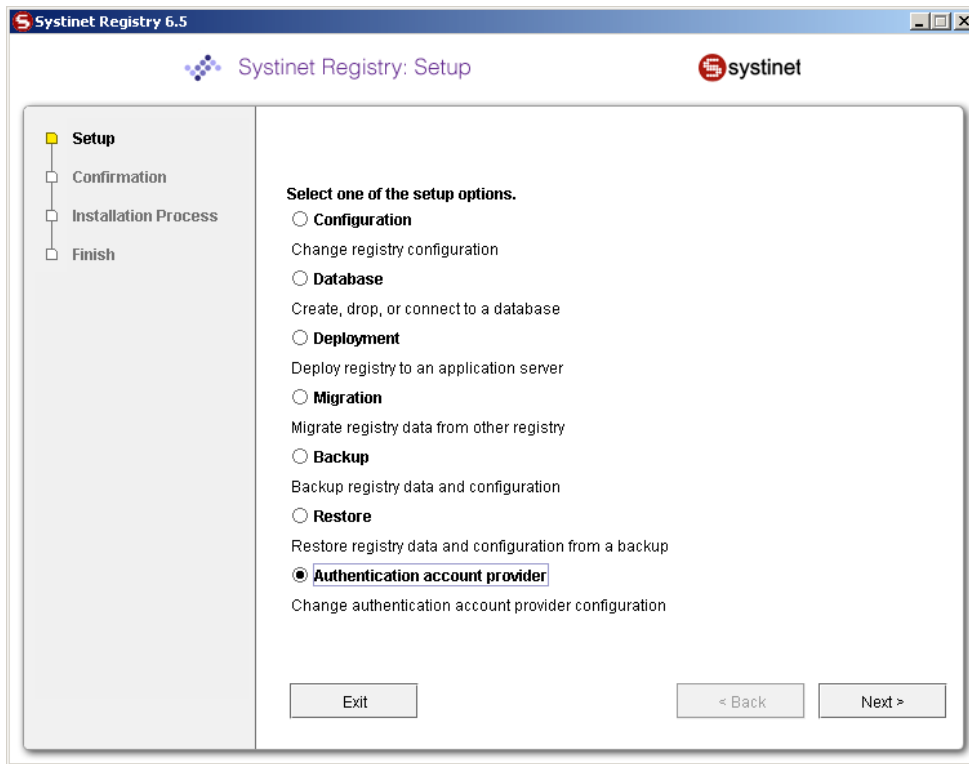 Systinet Registry 6.5
Systinet Registry: Setup
systinet
Setup
Confirmation
Installation Process
Finish
Select one of the setup options.
Configuration
Change registry configuration
Database
Create, drop, or connect to a database
Deployment
Deploy registry to an application server
Migration
Migrate registry data from other registry
Backup
Backup registry data and configuration
Restore
Restore registry data and configuration from a backup
Authentication account provider
Change authentication account provider configuration
Exit
< Back
Next >